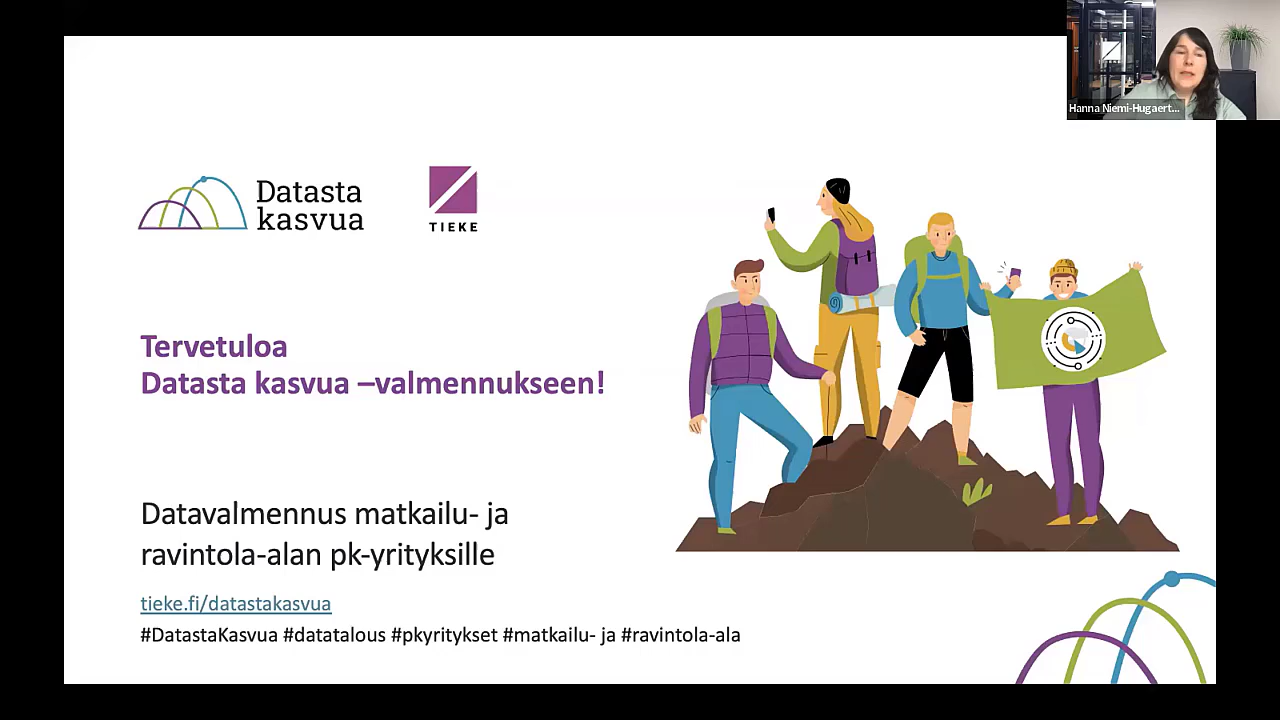 Hanna Niemi-Hugaert...
Datasta
kasvua
TIEKE
Tervetuloa
Datasta kasvua –valmennukseen!
Datavalmennus matkailu- ja
ravintola-alan pk-yrityksille
tieke.fi/datastakasvua
#DatastaKasvua #datatalous #pkyritykset #matkailu- ja #ravintola-ala